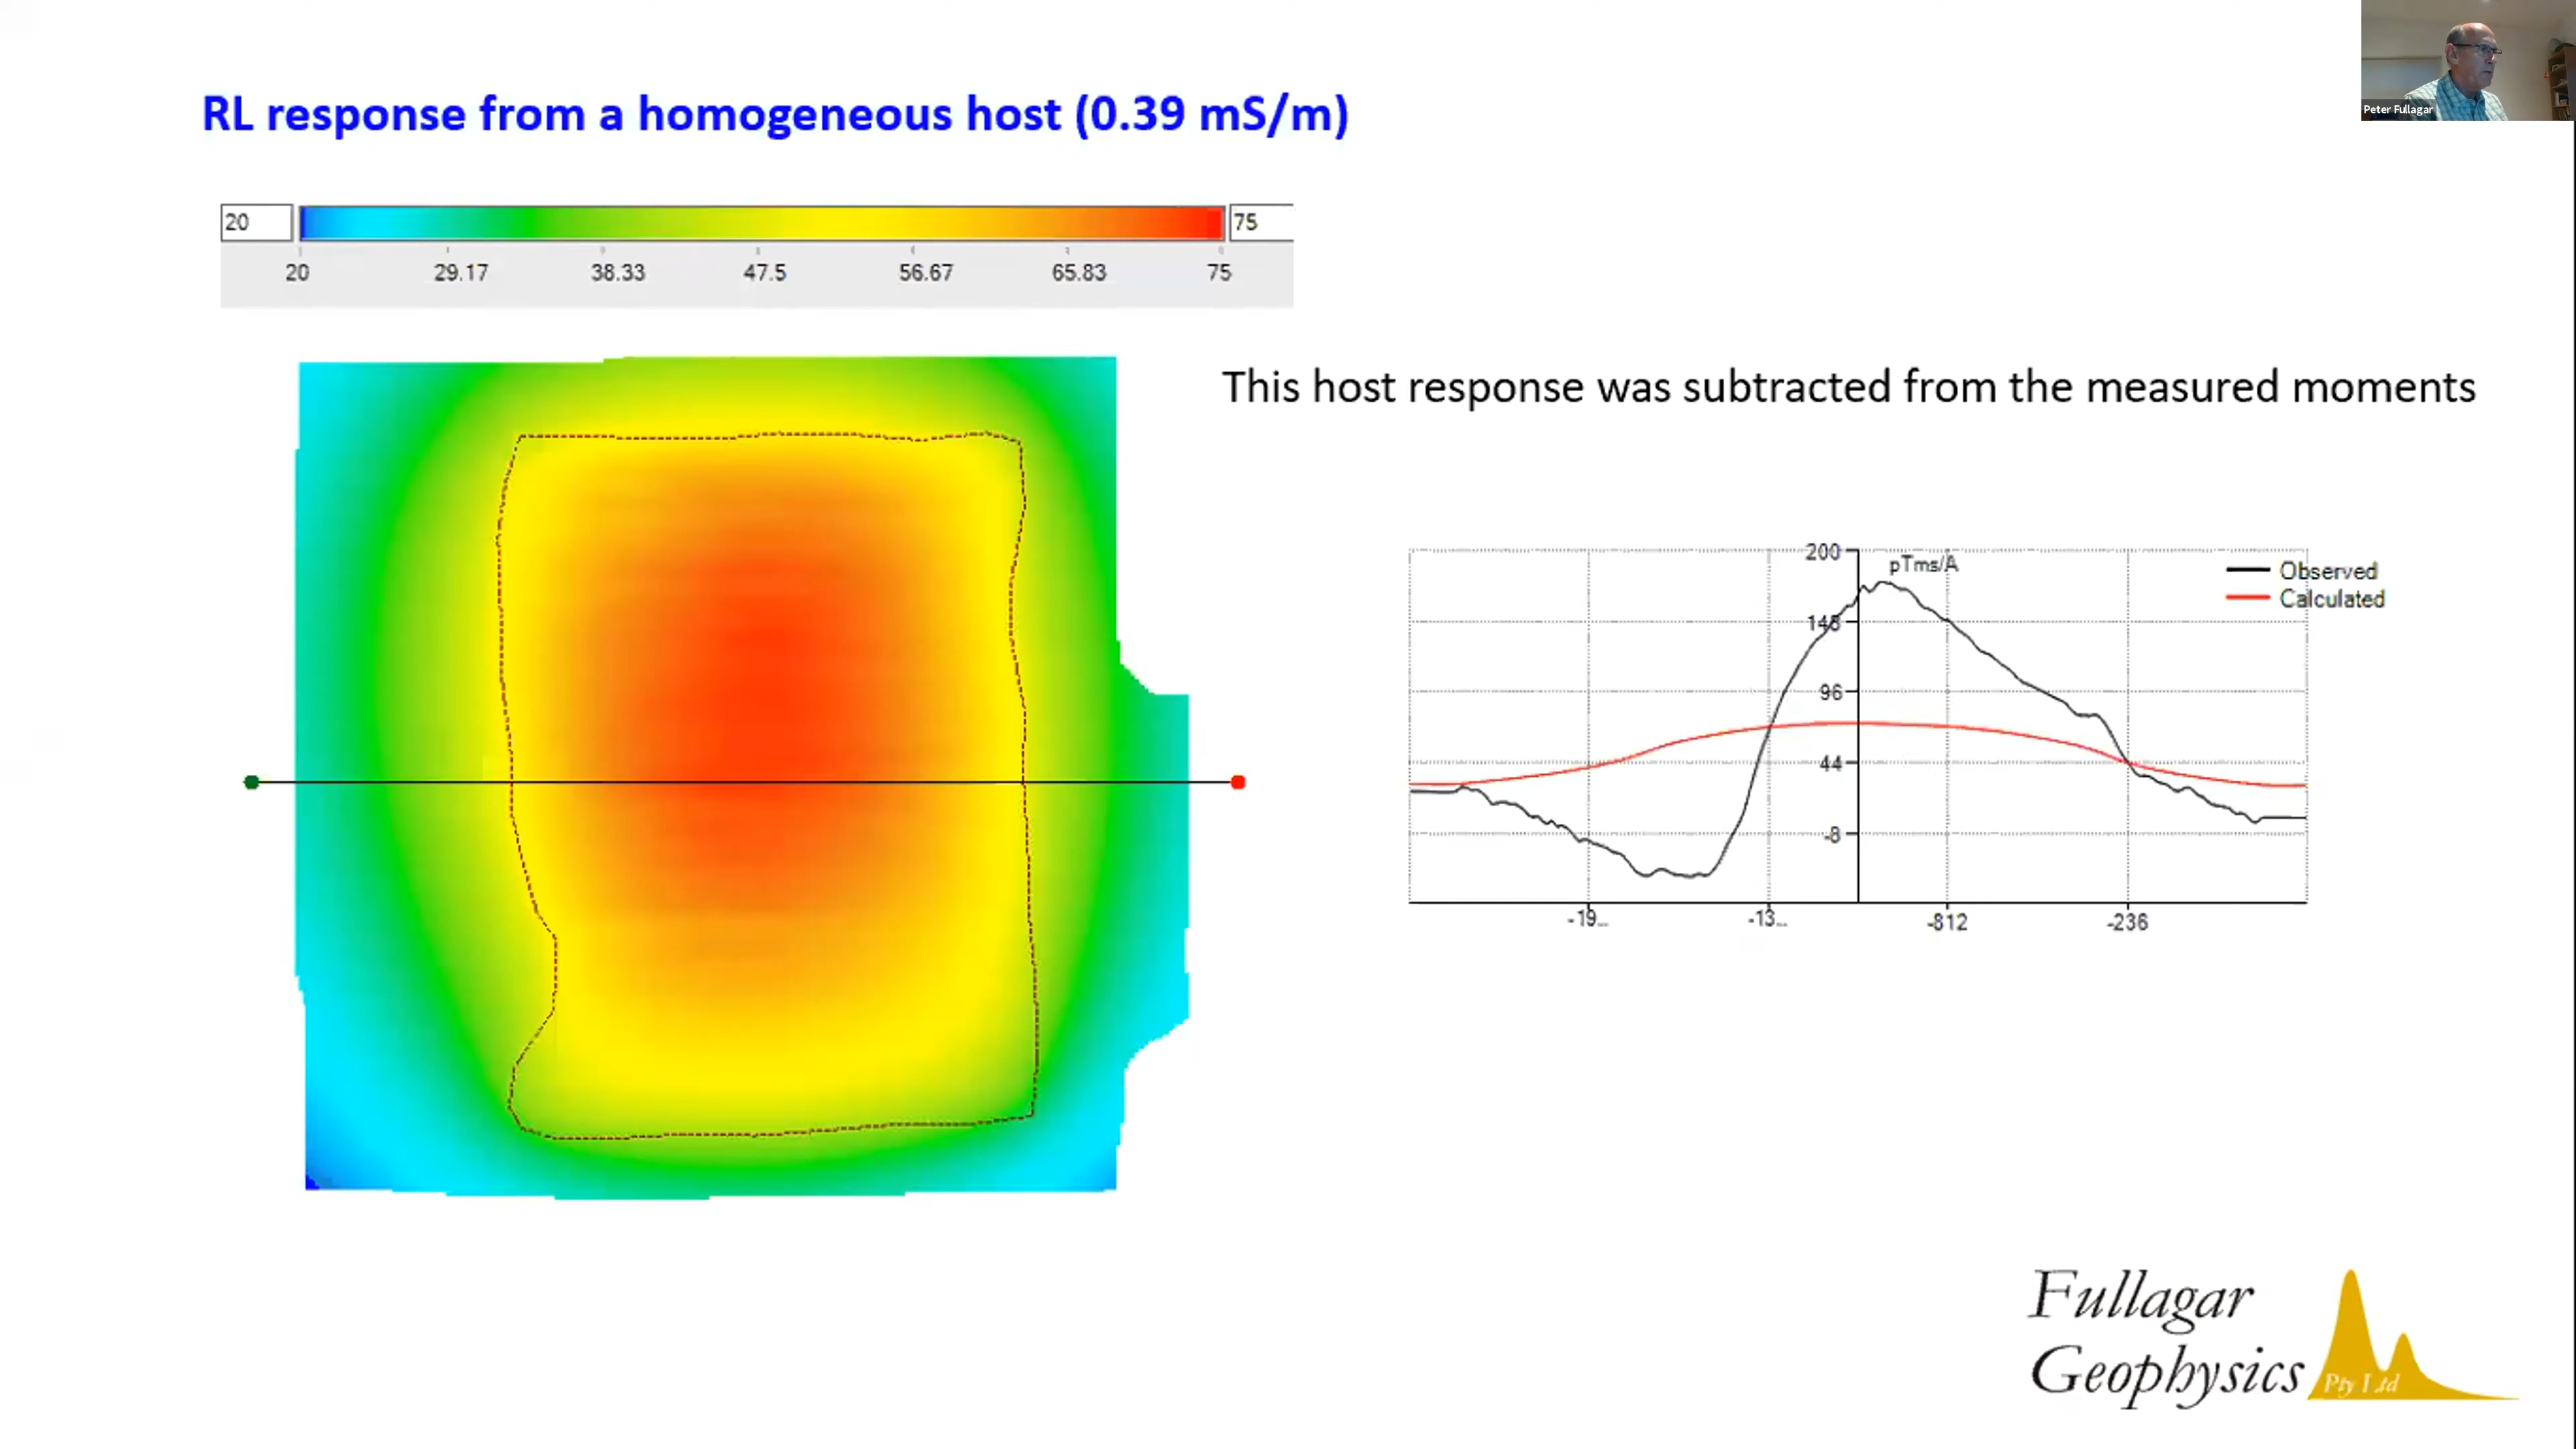 Peter Fullagar
RL response from a homogeneous host (0.39 mS/m)
20
75
20 29.17 38.33 47.5 56.67 65.83 75
This host response was subtracted from the measured moments
200
pTms/A
Observed
Calculated
148
96
44
-8
-19... -13... -812 -236
Fullagar
Geophysics
Pty Ltd